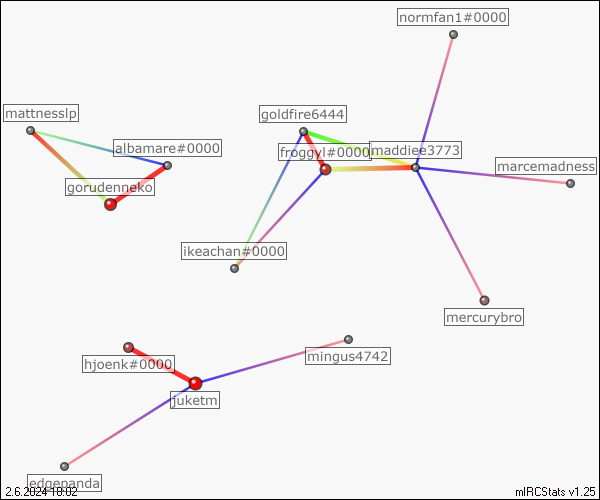 normfan1#0000
mattnesslp
goldfire6444
albamare#0000
froggyl#0000
maddiee3773
marcemadness
gorudenneko
ikeachan#0000
mercurybro
mingus4742
hjoenk#0000
juketm
edgepanda
2.6.2024 18:02
mIRCStats v1.25